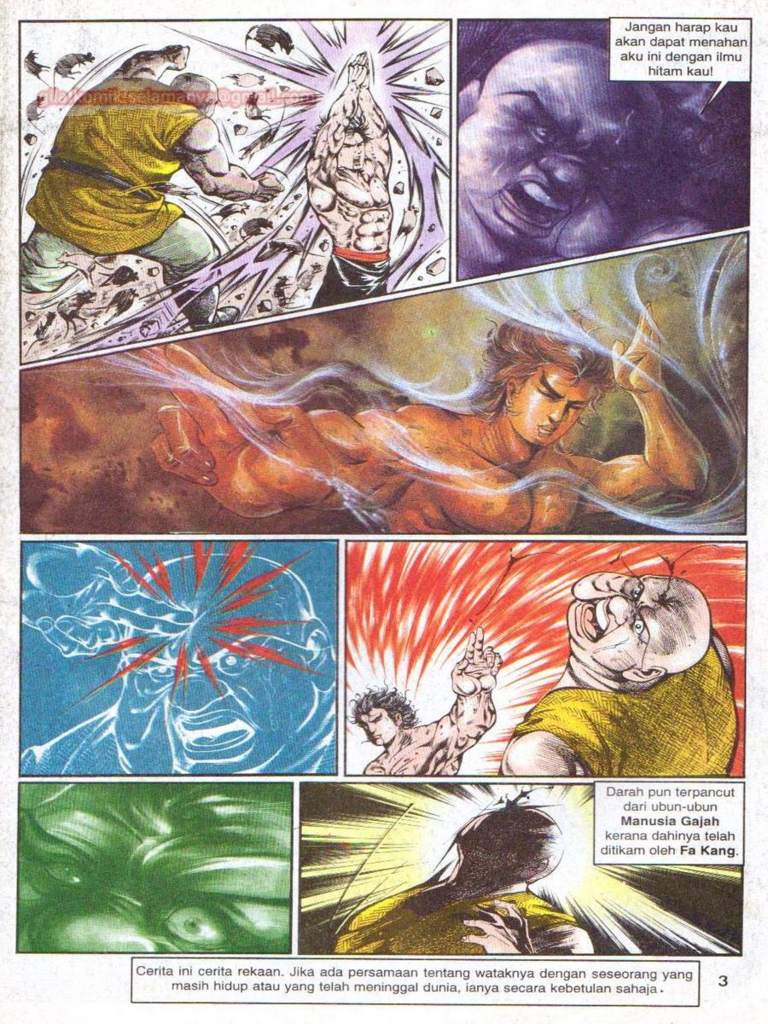 Jangan harap kau
akan dapat menahan
aku ini dengan ilmu
hitam kau!
Darah pun terpancut
dari ubun-ubun
Manusia Gajah
kerana dahinya telah
ditikam oleh Fa Kang.
Cerita ini cerita rekaan. Jika ada persamaan tentang wataknya dengan seseorang yang
masih hidup atau yang telah meninggal dunia, ianya secara kebetulan sahaja.
3